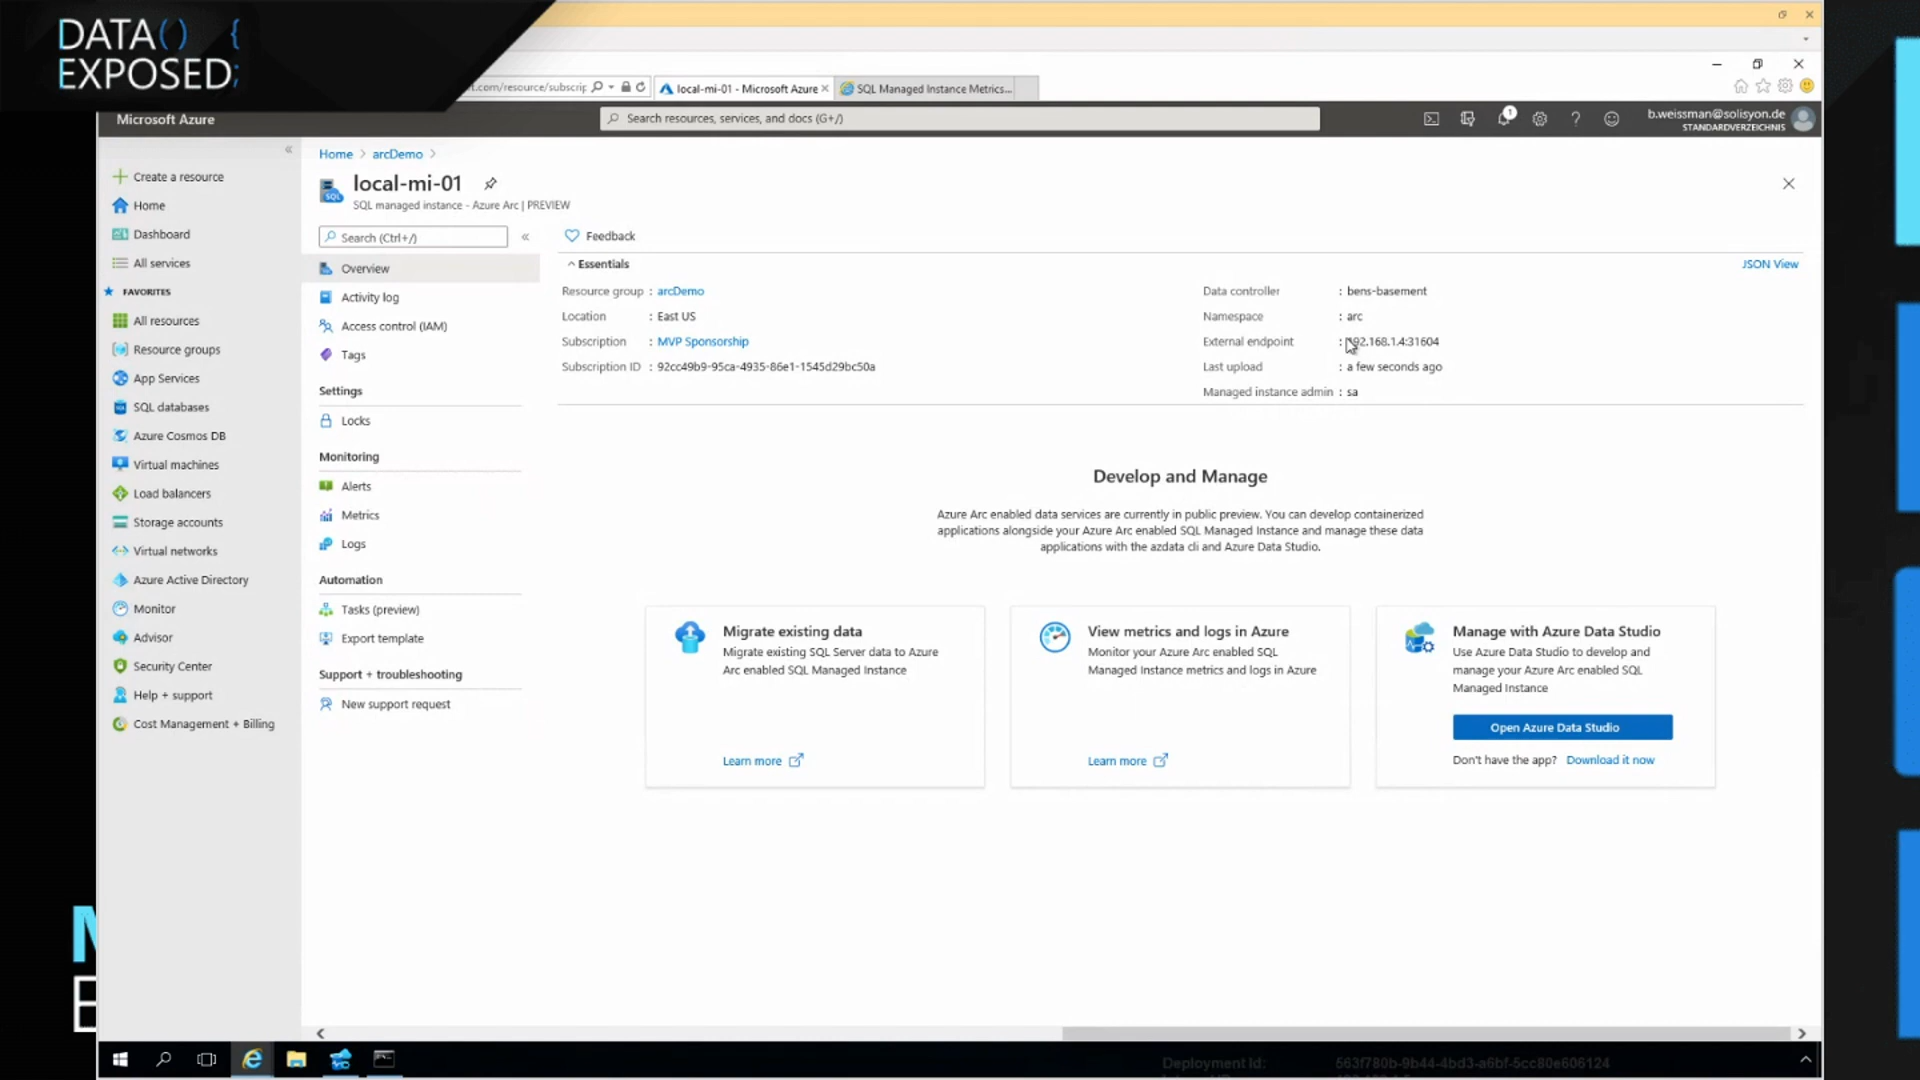 DATA() {
EXPOSED;
t.com/resource/subscrip
local-mi-01 - Microsoft Azure
SQL Managed Instance Metrics...
Microsoft Azure
Search resources, services, and docs (G+/)
1
b.weissman@solisyon.de
STANDARDVERZEICHNIS
Create a resource
Home
Dashboard
All services
FAVORITES
All resources
Resource groups
App Services
SQL databases
Azure Cosmos DB
Virtual machines
Load balancers
Storage accounts
Virtual networks
Azure Active Directory
Monitor
Advisor
Security Center
Help + support
Cost Management + Billing
Home > arcDemo >
local-mi-01
SQL managed instance - Azure Arc | PREVIEW
Search (Ctrl+/)
Overview
Activity log
Access control (IAM)
Tags
Settings
Locks
Monitoring
Alerts
Metrics
Logs
Automation
Tasks (preview)
Export template
Support + troubleshooting
New support request
Feedback
Essentials
JSON View
Resource group : arcDemo
Location : East US
Subscription : MVP Sponsorship
Subscription ID : 92cc49b9-95ca-4935-86e1-1545d29bc50a
Data controller : bens-basement
Namespace : arc
External endpoint : 192.168.1.4:31604
Last upload : a few seconds ago
Managed instance admin : sa
Develop and Manage
Azure Arc enabled data services are currently in public preview. You can develop containerized
applications alongside your Azure Arc enabled SQL Managed Instance and manage these data
applications with the azdata cli and Azure Data Studio.
Migrate existing data
Migrate existing SQL Server data to Azure
Arc enabled SQL Managed Instance
Learn more
View metrics and logs in Azure
Monitor your Azure Arc enabled SQL
Managed Instance metrics and logs in Azure
Learn more
Manage with Azure Data Studio
Use Azure Data Studio to develop and
manage your Azure Arc enabled SQL
Managed Instance
Open Azure Data Studio
Don't have the app? Download it now
Deployment Id: 563f780b-9b44-4bd3-a6bf-5cc80e606124